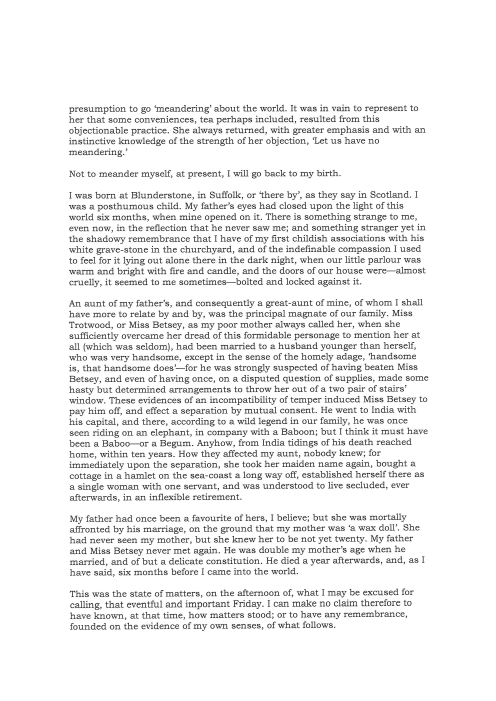 presumption to go ‘meandering’ about the world. It was in vain to represent to
her that some conveniences, tea perhaps included, resulted from this
objectionable practice. She always returned, with greater emphasis and with an
instinctive knowledge of the strength of her objection, ‘Let us have no
meandering.’
Not to meander myself, at present, I will go back to my birth.
I was born at Blunderstone, in Suffolk, or ‘there by’, as they say in Scotland. I
was a posthumous child. My father’s eyes had closed upon the light of this
world six months, when mine opened on it. There is something strange to me,
even now, in the reflection that he never saw me; and something stranger yet in
the shadowy remembrance that I have of my first childish associations with his
white grave-stone in the churchyard, and of the indefinable compassion I used
to feel for it lying out alone there in the dark night, when our little parlour was
warm and bright with fire and candle, and the doors of our house were—almost
cruelly, it seemed to me sometimes—bolted and locked against it.
An aunt of my father’s, and consequently a great-aunt of mine, of whom I shall
have more to relate by and by, was the principal magnate of our family. Miss
Trotwood, or Miss Betsey, as my poor mother always called her, when she
sufficiently overcame her dread of this formidable personage to mention her at
all (which was seldom), had been married to a husband younger than herself,
who was very handsome, except in the sense of the homely adage, ‘handsome
is, that handsome does’—for he was strongly suspected of having beaten Miss
Betsey, and even of having once, on a disputed question of supplies, made some
hasty but determined arrangements to throw her out of a two pair of stairs’
window. These evidences of an incompatibility of temper induced Miss Betsey to
pay him off, and effect a separation by mutual consent. He went to India with
his capital, and there, according to a wild legend in our family, he was once
seen riding on an elephant, in company with a Baboon; but I think it must have
been a Baboo—or a Begum. Anyhow, from India tidings of his death reached
home, within ten years. How they affected my aunt, nobody knew; for
immediately upon the separation, she took her maiden name again, bought a
cottage in a hamlet on the sea-coast a long way off, established herself there as
a single woman with one servant, and was understood to live secluded, ever
afterwards, in an inflexible retirement.
My father had once been a favourite of hers, I believe; but she was mortally
affronted by his marriage, on the ground that my mother was ‘a wax doll’. She
had never seen my mother, but she knew her to be not yet twenty. My father
and Miss Betsey never met again. He was double my mother’s age when he
married, and of but a delicate constitution. He died a year afterwards, and, as I
have said, six months before I came into the world.
This was the state of matters, on the afternoon of, what I may be excused for
calling, that eventful and important Friday. I can make no claim therefore to
have known, at that time, how matters stood; or to have any remembrance,
founded on the evidence of my own senses, of what follows.